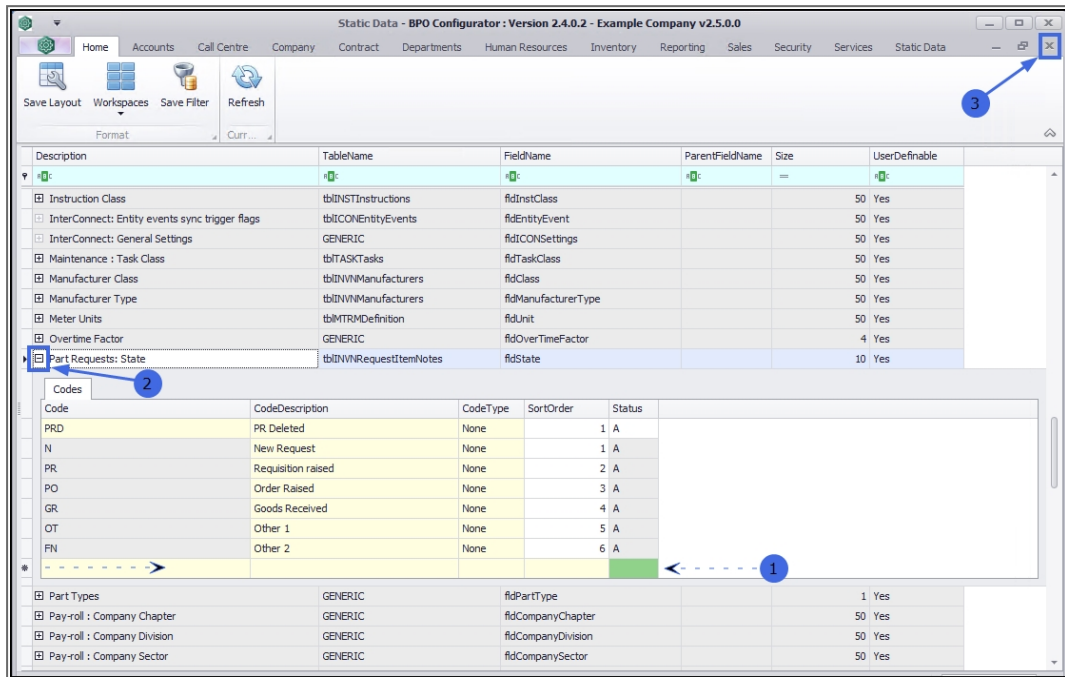 Static Data - BPO Configurator : Version 2.4.0.2 - Example Company v2.5.0.0
Home Accounts Call Centre Company Contract Departments Human Resources Inventory Reporting Sales Security Services Static Data
3
Save Layout Workspaces Save Filter Refresh
Format Curr...
Description TableName FieldName ParentFieldName Size UserDefinable
=
Instruction Class tblINSTInstructions fldInstClass 50 Yes
InterConnect: Entity events sync trigger flags tblICONEntityEvents fldEntityEvent 50 Yes
InterConnect: General Settings GENERIC fldICONSettings 50 Yes
Maintenance : Task Class tblTASKTasks fldTaskClass 50 Yes
Manufacturer Class tblINVNManufacturers fldClass 50 Yes
Manufacturer Type tblINVNManufacturers fldManufacturerType 50 Yes
Meter Units tblMTRMDefinition fldUnit 50 Yes
Overtime Factor GENERIC fldOverTimeFactor 4 Yes
Part Requests: State tblINVNRequestItemNotes fldState 10 Yes
2
Codes
Code CodeDescription CodeType SortOrder Status
PRD PR Deleted None 1 A
N New Request None 1 A
PR Requisition raised None 2 A
PO Order Raised None 3 A
GR Goods Received None 4 A
OT Other 1 None 5 A
FN Other 2 None 6 A
1
Part Types GENERIC fldPartType 1 Yes
Pay-roll : Company Chapter GENERIC fldCompanyChapter 50 Yes
Pay-roll : Company Division GENERIC fldCompanyDivision 50 Yes
Pay-roll : Company Sector GENERIC fldCompanySector 50 Yes